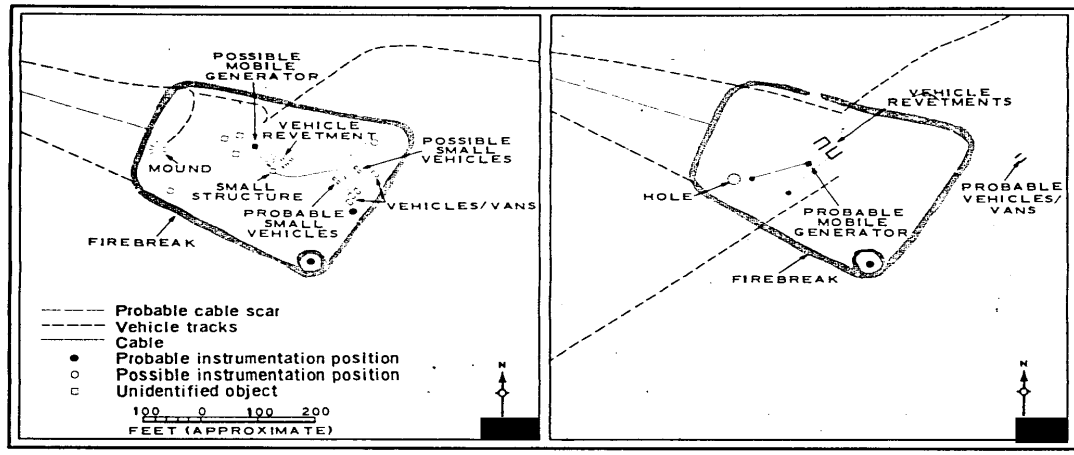 POSSIBLE
MOBILE
GENERATOR
VEHICLE
REVETMENT
POSSIBLE
SMALL
VEHICLES
MOUND
SMALL
STRUCTURE
PROBABLE
SMALL
VEHICLES
VEHICLES/VANS
FIREBREAK
Probable cable scar
Vehicle tracks
Cable
Probable instrumentation position
Possible instrumentation position
Unidentified object
100 0 100 200
FEET (APPROXIMATE)
N
VEHICLE
REVETMENTS
HOLE
PROBABLE
MOBILE
GENERATOR
PROBABLE
VEHICLES/
VANS
FIREBREAK
N